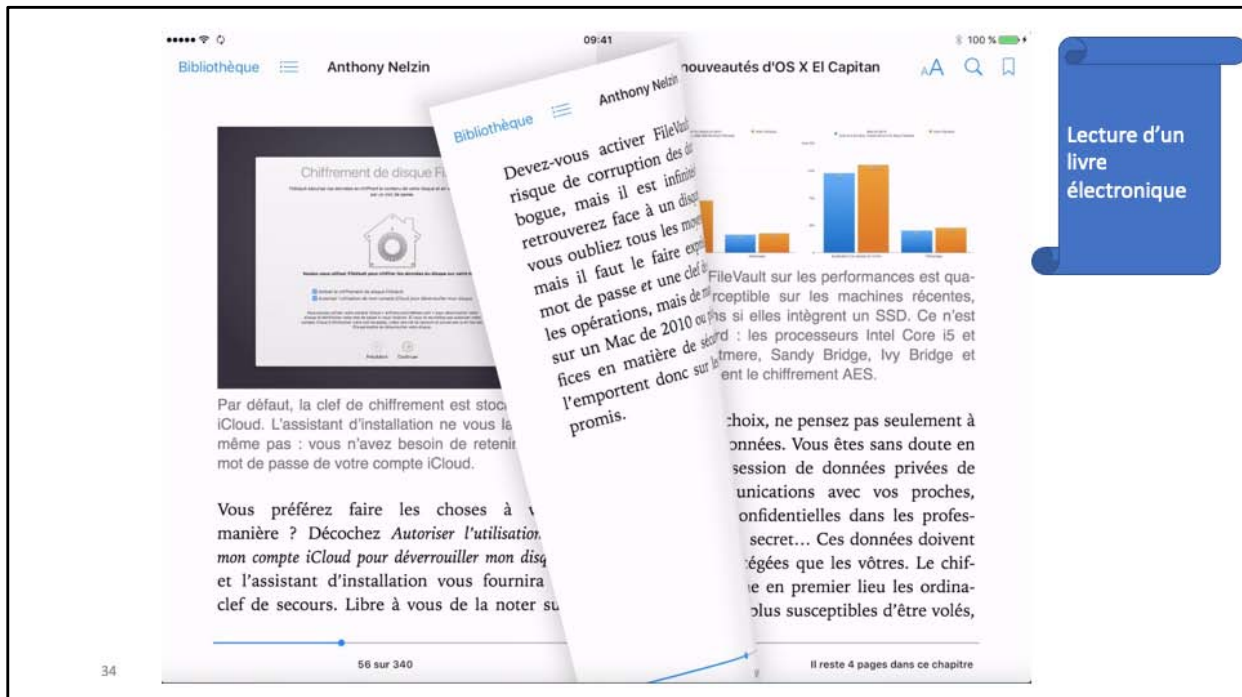 09:41
100 %
Bibliothèque
Anthony Nelzin
nouveautés d'OS X El Capitan
AA
Chiffrement de disque Fi
Par défaut, la clef de chiffrement est stoc
iCloud. L'assistant d'installation ne vous la
même pas : vous n'avez besoin de reteni
mot de passe de votre compte iCloud.
Vous préférez faire les choses à v
manière ? Décochez Autoriser l'utilisation
mon compte iCloud pour déverrouiller mon disq
et l'assistant d'installation vous fournira
clef de secours. Libre à vous de la noter su
56 sur 340
Bibliothèque
Anthony Nelzin
Devez-vous activer FileVault
risque de corruption des
bogue, mais il est
retrouverez face à un disqu
vous oubliez tous les moye
mais il faut le faire expr
mot de passe et une clef
les opérations, mais de
sur un Mac de 2010 ou
fices en matière de sécu
l'emportent donc sur
promis.
FileVault sur les performances est qua-
rceptible sur les machines récentes,
si elles intègrent un SSD. Ce n'est
rd : les processeurs Intel Core i5 et
tmere, Sandy Bridge, Ivy Bridge et
ent le chiffrement AES.
choix, ne pensez pas seulement à
onnées. Vous êtes sans doute en
session de données privées de
unications avec vos proches,
onfidentielles dans les profes-
secret… Ces données doivent
tégées que les vôtres. Le chif-
ne en premier lieu les ordina-
plus susceptibles d'être volés,
Il reste 4 pages dans ce chapitre
Lecture d'un
livre
électronique
34